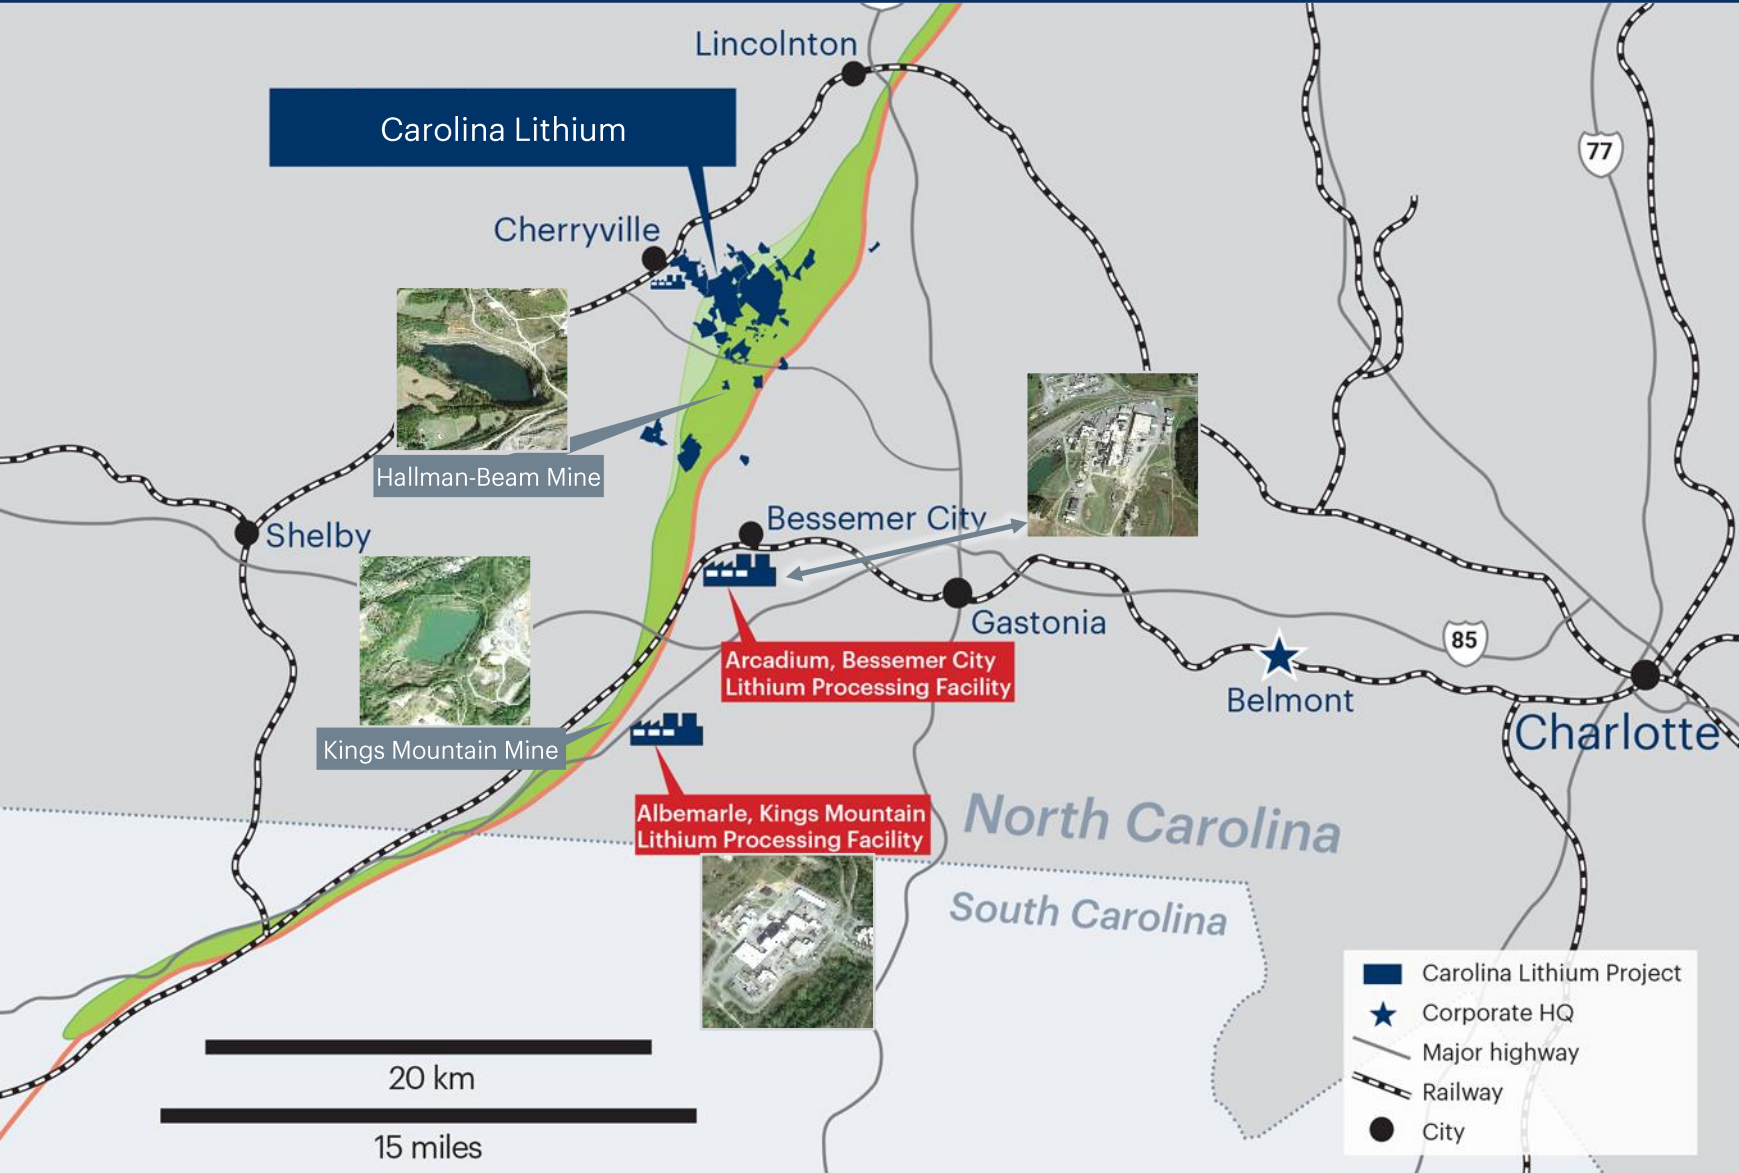 Lincolnton
Carolina Lithium
77
Cherryville
Hallman-Beam Mine
Bessemer City
Shelby
Gastonia
85
Arcadium, Bessemer City
Lithium Processing Facility
Belmont
Charlotte
Kings Mountain Mine
Albemarle, Kings Mountain
Lithium Processing Facility
North Carolina
South Carolina
Carolina Lithium Project
Corporate HQ
Major highway
Railway
City
20 km
15 miles